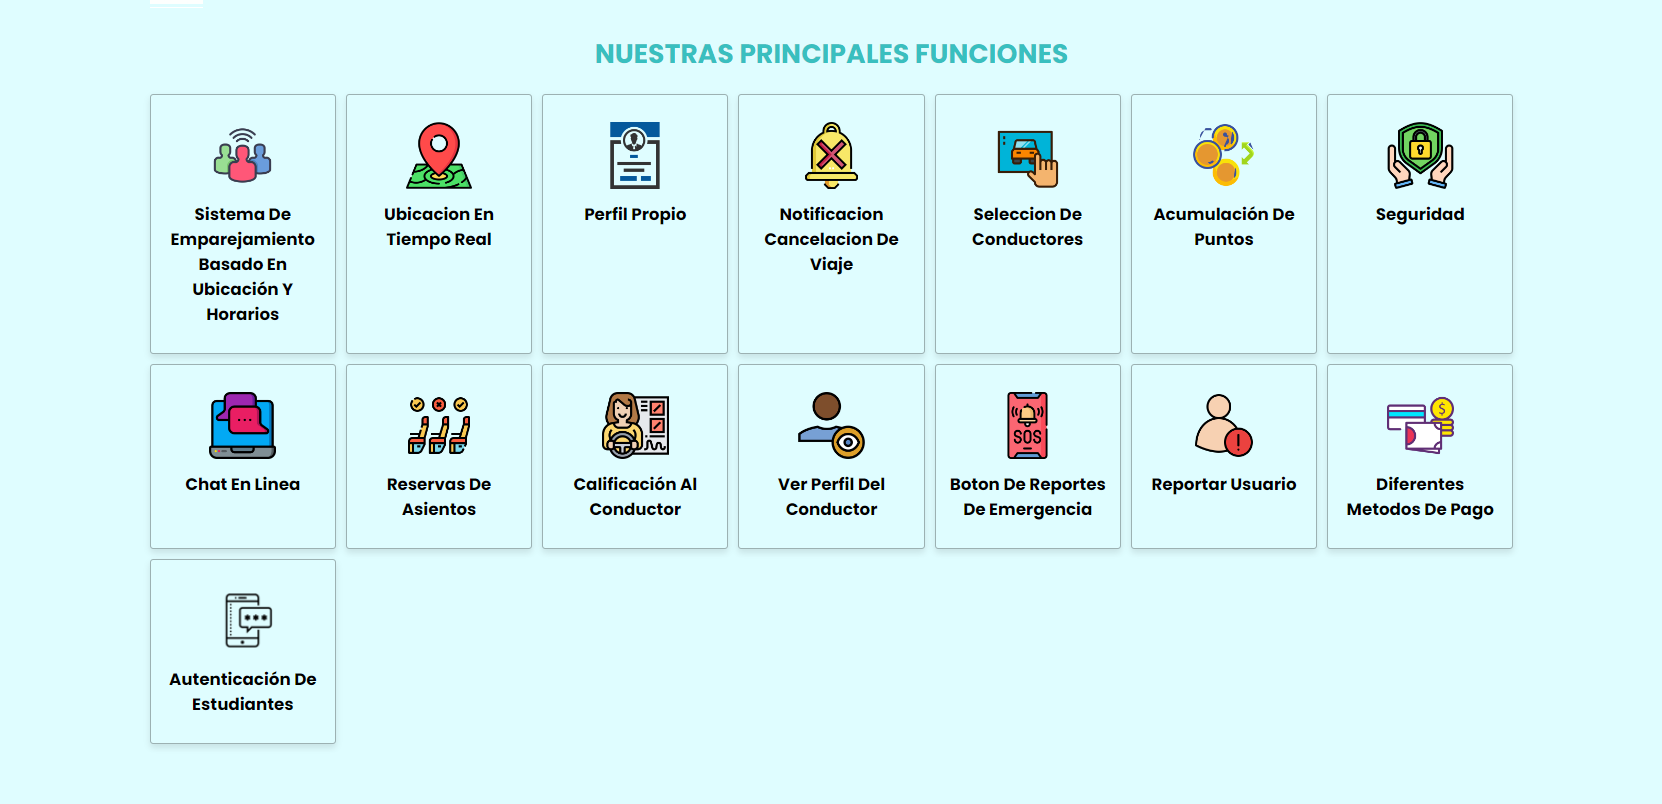 NUESTRAS PRINCIPALES FUNCIONES
Sistema De
Emparejamiento
Basado En
Ubicación Y
Horarios
Ubicacion En
Tiempo Real
Perfil Propio
Notificacion
Cancelacion De
Viaje
Seleccion De
Conductores
Acumulación De
Puntos
Seguridad
Chat En Linea
Reservas De
Asientos
Calificación Al
Conductor
Ver Perfil Del
Conductor
SOS
Boton De Reportes
De Emergencia
Reportar Usuario
$
Diferentes
Metodos De Pago
Autenticación De
Estudiantes